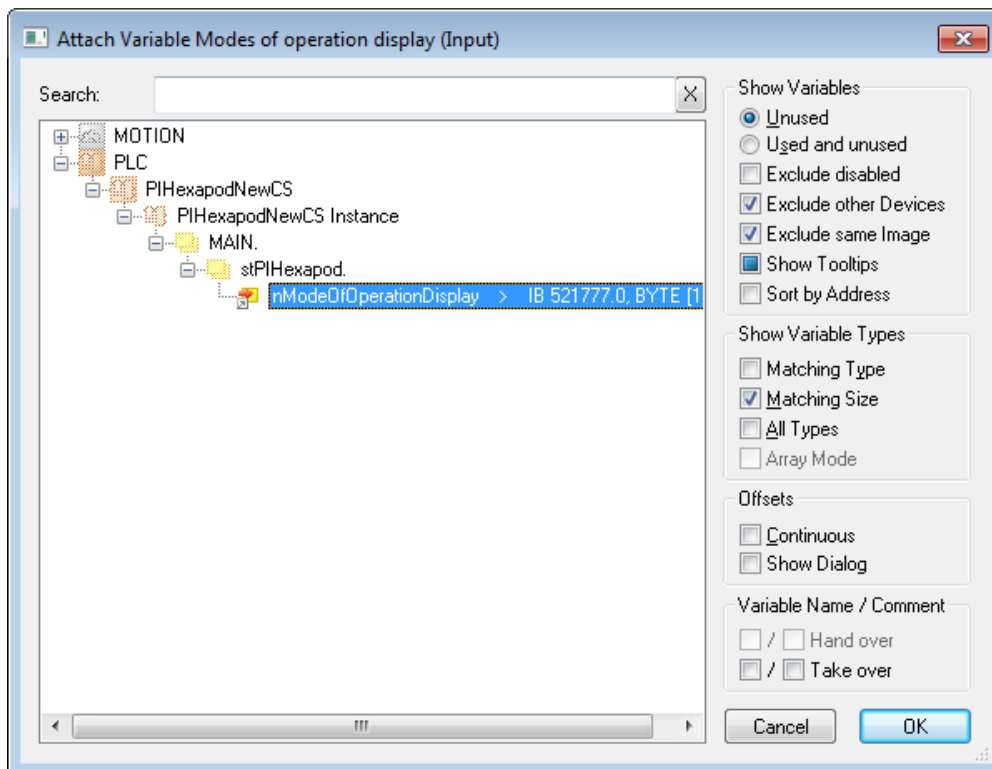 Attach Variable Modes of operation display (Input)
Search:
X
MOTION
PLC
PIHexapodNewCS
PIHexapodNewCS Instance
MAIN.
stPIHexapod.
nModeOfOperationDisplay > IB 521777.0, BYTE [1
Show Variables
Unused
Used and unused
Exclude disabled
Exclude other Devices
Exclude same Image
Show Tooltips
Sort by Address
Show Variable Types
Matching Type
Matching Size
All Types
Array Mode
Offsets
Continuous
Show Dialog
Variable Name / Comment
/ Hand over
/ Take over
Cancel
OK